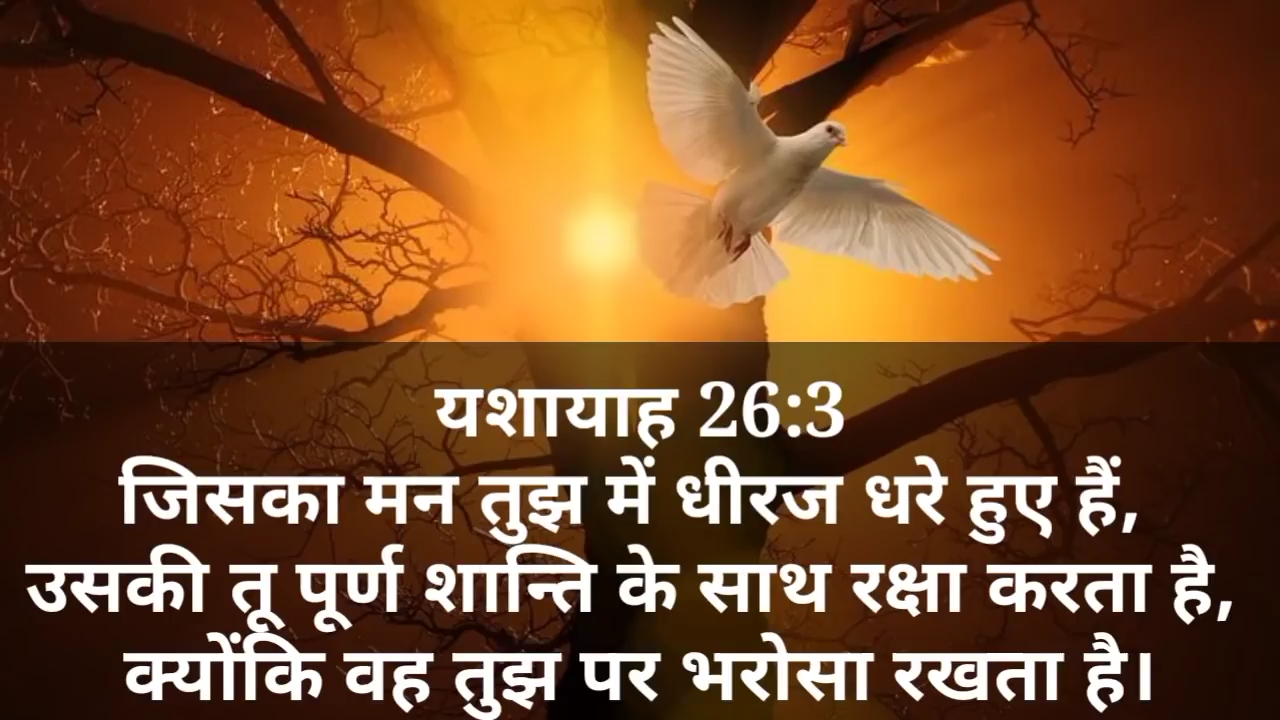 यशायाह 26:3
जिसका मन तुझ में धीरज धरे हुए हैं,
उसकी तू पूर्ण शान्ति के साथ रक्षा करता है,
क्योंकि वह तुझ पर भरोसा रखता है।